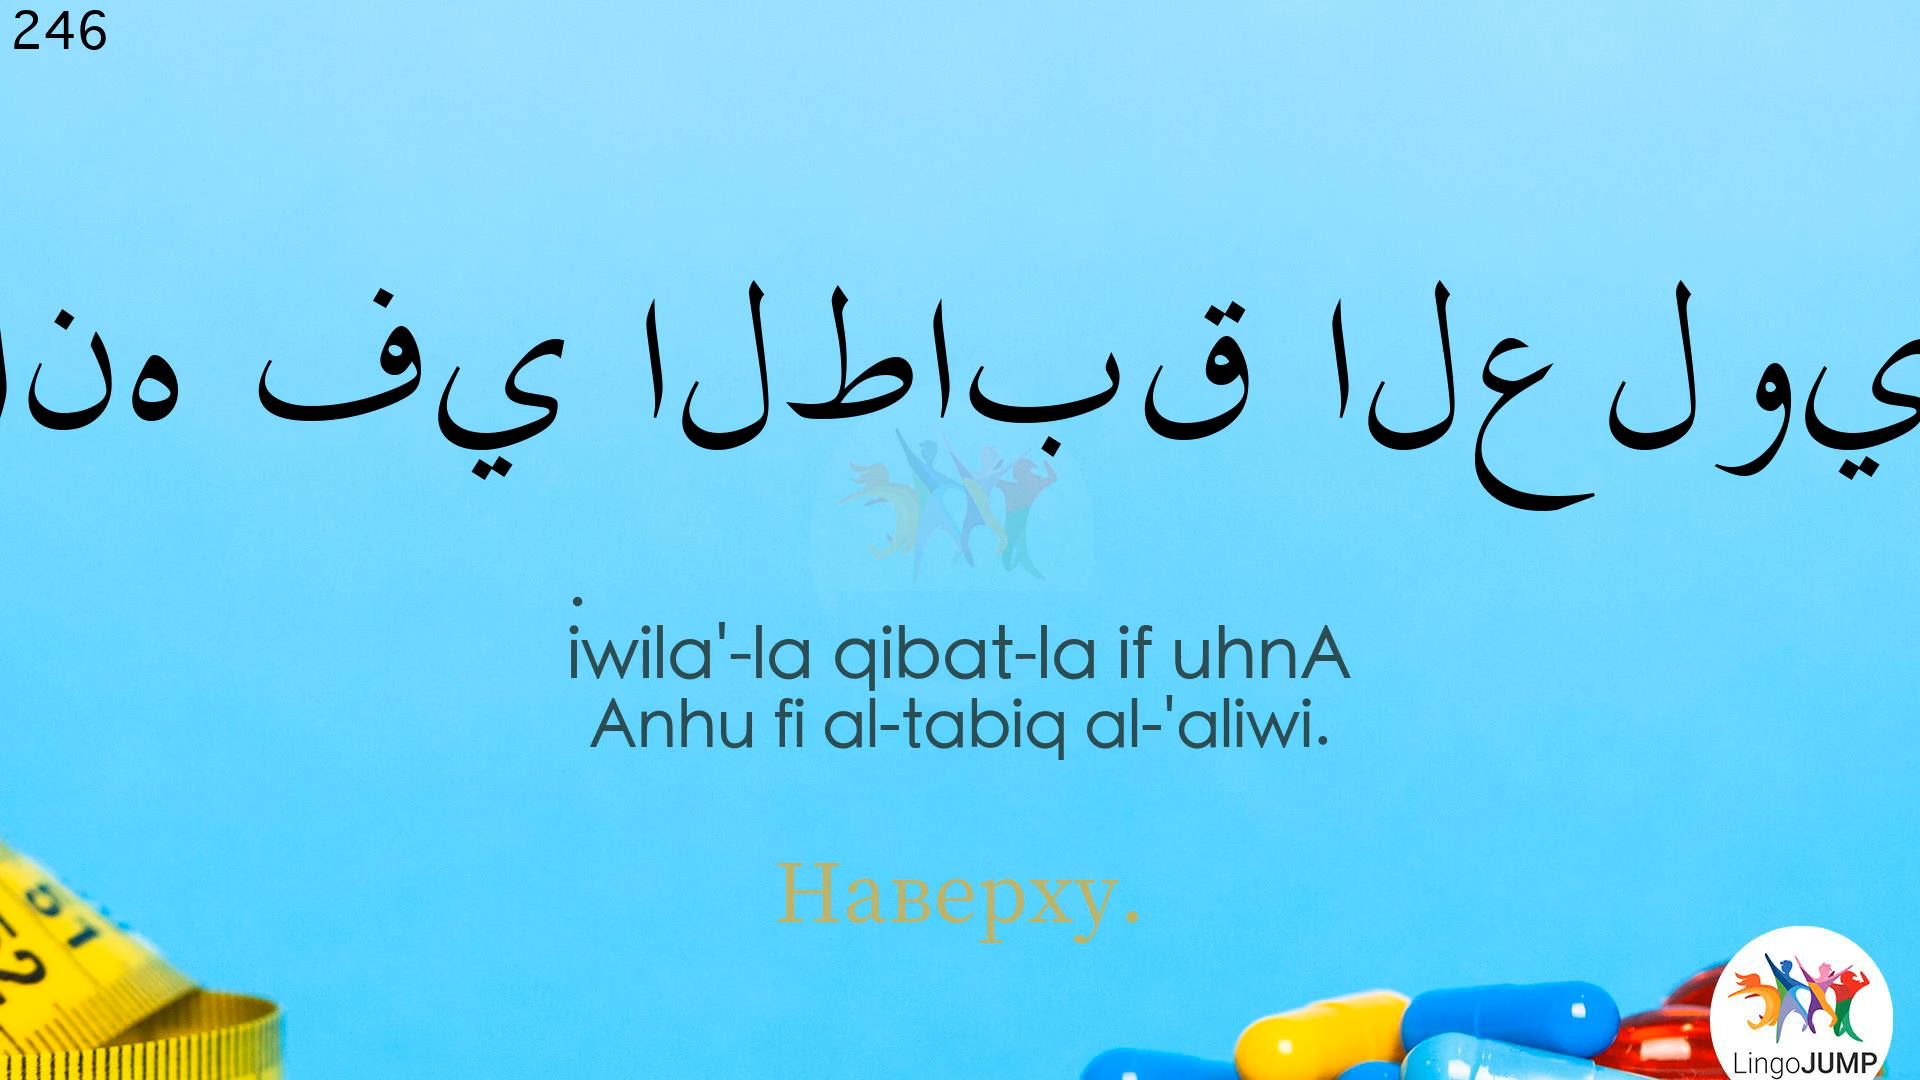 246
انه في الطابق العلوي
.iwila'-la qibat-la if uhnA
Anhu fi al-tabiq al-'aliwi.
Наверху.
LingoJUMP